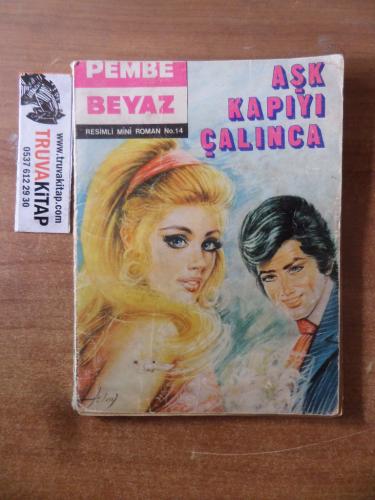 PEMBE
BEYAZ
RESİMLİ MİNİ ROMAN No.14
AŞK
KAPIYI
ÇALINCA
TRUVAKİTAP
www.truvakitap.com
0537 612 29 30